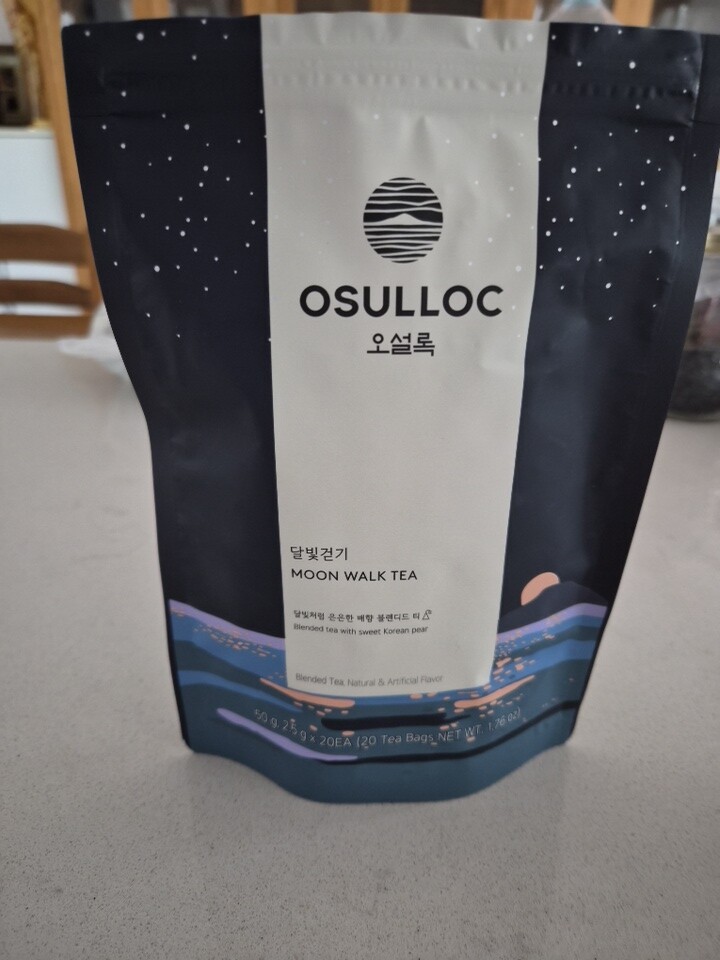 OSULLOC
오설록
달빛걷기
MOON WALK TEA
달빛처럼 은은한 배향 블렌디드 티
Blended tea with sweet Korean pear
Blended Tea, Natural & Artificial Flavor
50 g, 2.5 g x 20EA (20 Tea Bags NET WT. 1.76 oz)